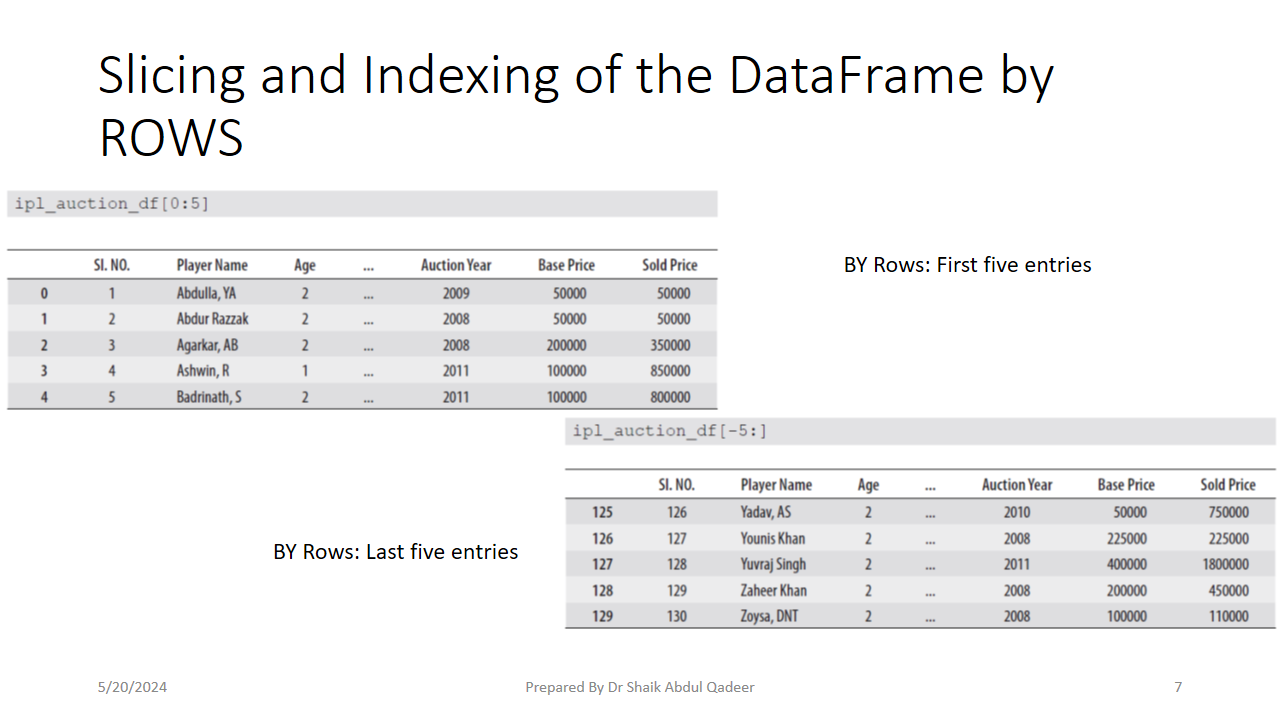 Slicing and Indexing of the DataFrame by
ROWS
ipl_auction_df[0:5]
Sl. NO. Player Name Age ... Auction Year Base Price Sold Price
0 1 Abdulla, YA 2 ... 2009 50000 50000
1 2 Abdur Razzak 2 ... 2008 50000 50000
2 3 Agarkar, AB 2 ... 2008 200000 350000
3 4 Ashwin, R 1 ... 2011 100000 850000
4 5 Badrinath, S 2 ... 2011 100000 800000
BY Rows: First five entries
ipl_auction_df[-5:]
Sl. NO. Player Name Age ... Auction Year Base Price Sold Price
125 126 Yadav, AS 2 ... 2010 50000 750000
126 127 Younis Khan 2 ... 2008 225000 225000
127 128 Yuvraj Singh 2 ... 2011 400000 1800000
128 129 Zaheer Khan 2 ... 2008 200000 450000
129 130 Zoysa, DNT 2 ... 2008 100000 110000
BY Rows: Last five entries
5/20/2024 Prepared By Dr Shaik Abdul Qadeer 7